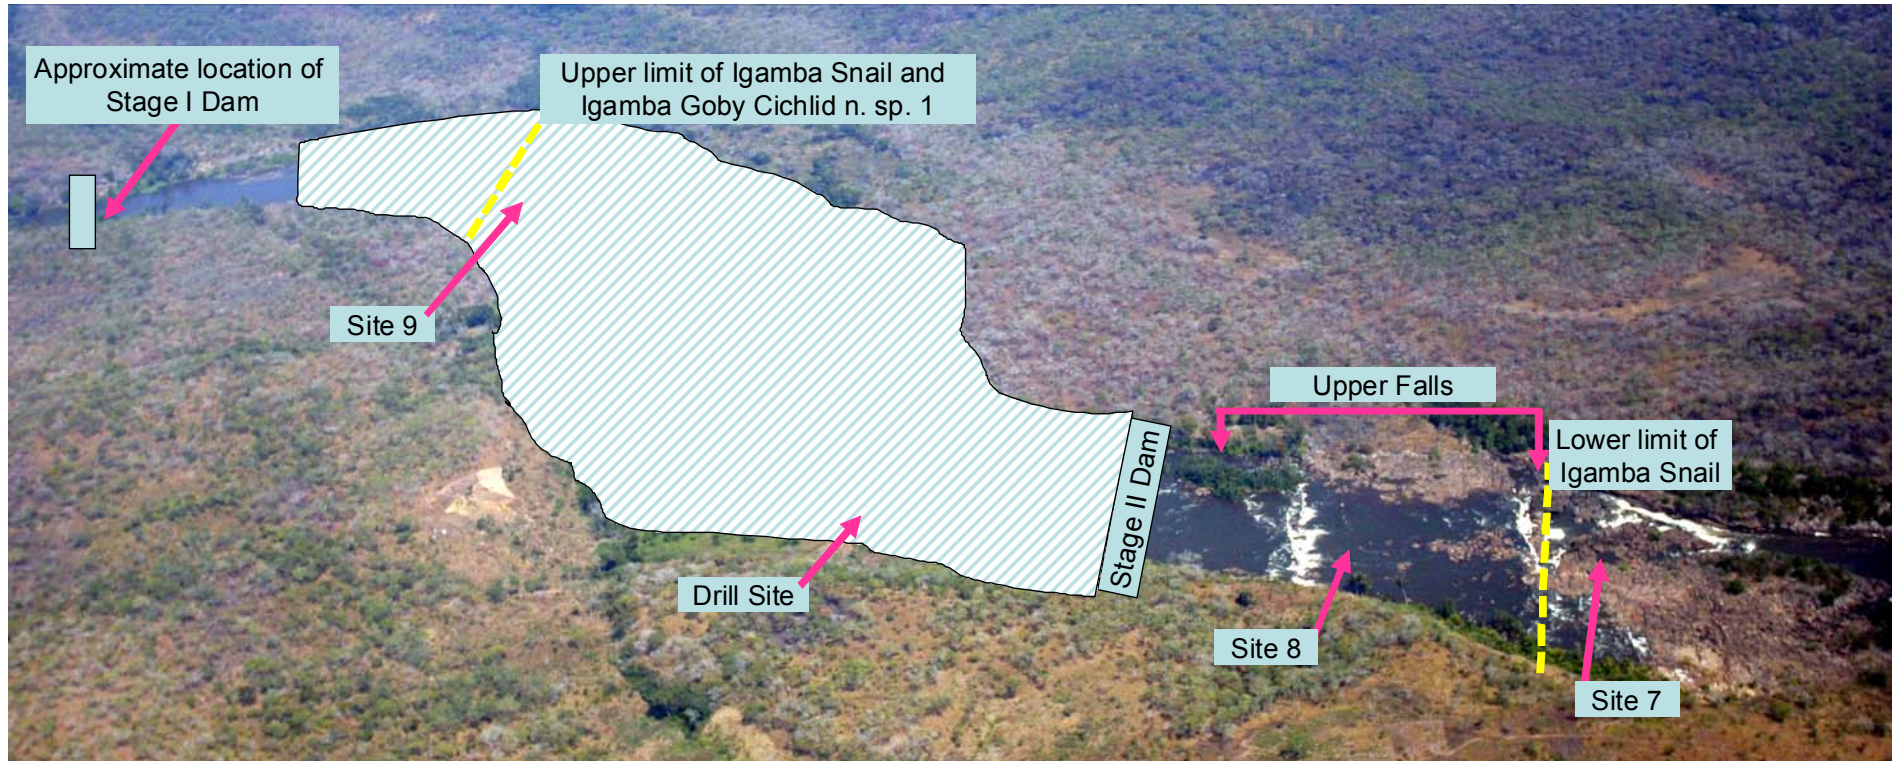 Approximate location of
Stage I Dam
Upper limit of Igamba Snail and
Igamba Goby Cichlid n. sp. 1
Site 9
Upper Falls
Lower limit of
Igamba Snail
Stage II Dam
Drill Site
Site 8
Site 7